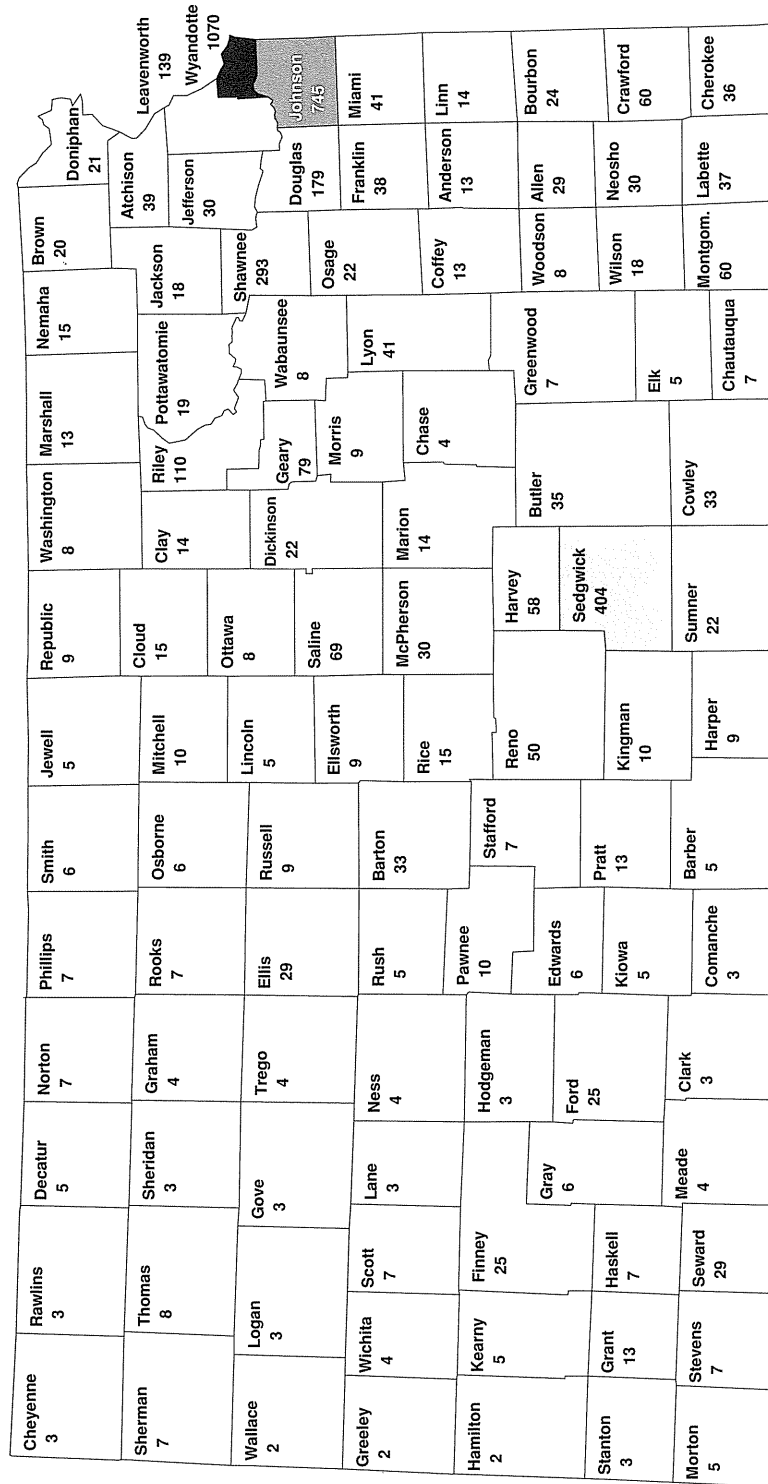 Cheyenne
3
Rawlins
3
Decatur
5
Norton
7
Phillips
7
Smith
6
Jewell
5
Republic
9
Washington
8
Marshall
13
Nemaha
15
Brown
20
Doniphan
21
Sherman
7
Thomas
8
Sheridan
3
Graham
4
Rooks
7
Osborne
6
Mitchell
10
Cloud
15
Clay
14
Riley
110
Pottawatomie
19
Jackson
18
Atchison
39
Jefferson
30
Leavenworth
139
Wyandotte
1070
Wallace
2
Logan
3
Gove
3
Trego
4
Ellis
29
Russell
9
Lincoln
5
Ottawa
8
Ellsworth
9
Saline
69
Dickinson
22
Geary
79
Morris
9
Wabaunsee
8
Shawnee
293
Osage
22
Douglas
179
Franklin
38
Johnson
745
Miami
41
Greeley
2
Wichita
4
Scott
7
Lane
3
Ness
4
Rush
5
Barton
33
Rice
15
McPherson
30
Marion
14
Chase
4
Lyon
41
Coffey
13
Anderson
13
Linn
14
Hamilton
2
Kearny
5
Finney
25
Gray
6
Hodgeman
3
Ford
25
Pawnee
10
Edwards
6
Stafford
7
Pratt
13
Kiowa
5
Reno
50
Kingman
10
Harvey
58
Sedgwick
404
Butler
35
Greenwood
7
Woodson
8
Allen
29
Bourbon
24
Elk
5
Wilson
18
Neosho
30
Crawford
60
Stanton
3
Grant
13
Haskell
7
Morton
5
Stevens
7
Seward
29
Meade
4
Clark
3
Comanche
3
Barber
5
Harper
9
Sumner
22
Cowley
33
Chautauqua
7
Montgom.
60
Labette
37
Cherokee
36